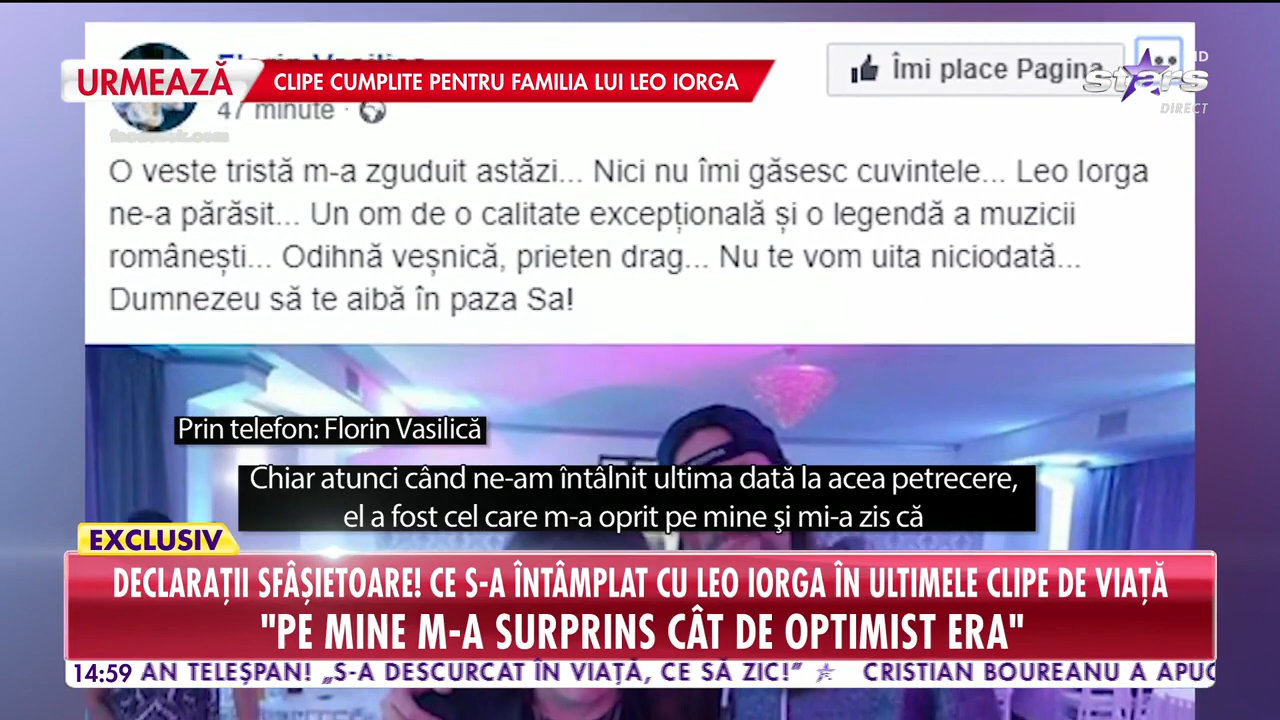 Florin Vasilica
URMEAZĂ
CLIPE CUMPLITE PENTRU FAMILIA LUI LEO IORGA
Îmi place Pagina
HD
stars
DIRECT
47 minute ·
facebook.com
O veste tristă m-a zguduit astăzi... Nici nu îmi găsesc cuvintele... Leo Iorga
ne-a părăsit... Un om de o calitate excepțională și o legendă a muzicii
românești... Odihnă veșnică, prieten drag... Nu te vom uita niciodată...
Dumnezeu să te aibă în paza Sa!
Prin telefon: Florin Vasilică
Chiar atunci când ne-am întâlnit ultima dată la acea petrecere,
el a fost cel care m-a oprit pe mine şi mi-a zis că
EXCLUSIV
DECLARAȚII SFÂȘIETOARE! CE S-A ÎNTÂMPLAT CU LEO IORGA ÎN ULTIMELE CLIPE DE VIAȚĂ
"PE MINE M-A SURPRINS CÂT DE OPTIMIST ERA"
14:59 AN TELEȘPAN! „S-A DESCURCAT ÎN VIAȚĂ, CE SĂ ZIC!” CRISTIAN BOUREANU A APUC